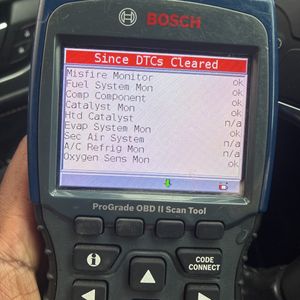 BOSCH
Since DTCs Cleared
Misfire Monitor ok
Fuel System Mon ok
Comp Component ok
Catalyst Mon ok
Htd Catalyst n/a
Evap System Mon ok
Sec Air System n/a
A/C Refrig Mon n/a
Oxygen Sens Mon ok
ProGrade OBD II Scan Tool
i
CODE
CONNECT